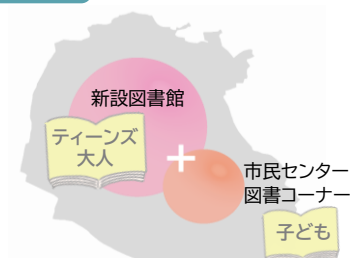 新設図書館
ティーンズ
大人
+
市民センター
図書コーナー
子ども